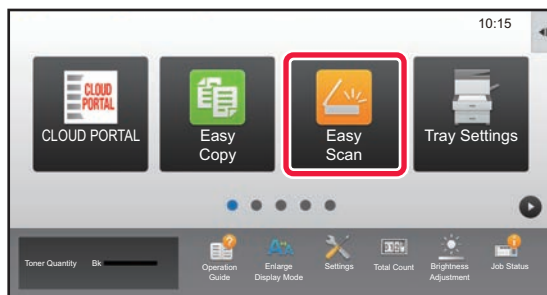 10:15
CLOUD
PORTAL
CLOUD PORTAL
Easy
Copy
Easy
Scan
Tray Settings
Toner Quantity Bk
Operation
Guide
Enlarge
Display Mode
Settings
Total Count
Brightness
Adjustment
Job Status